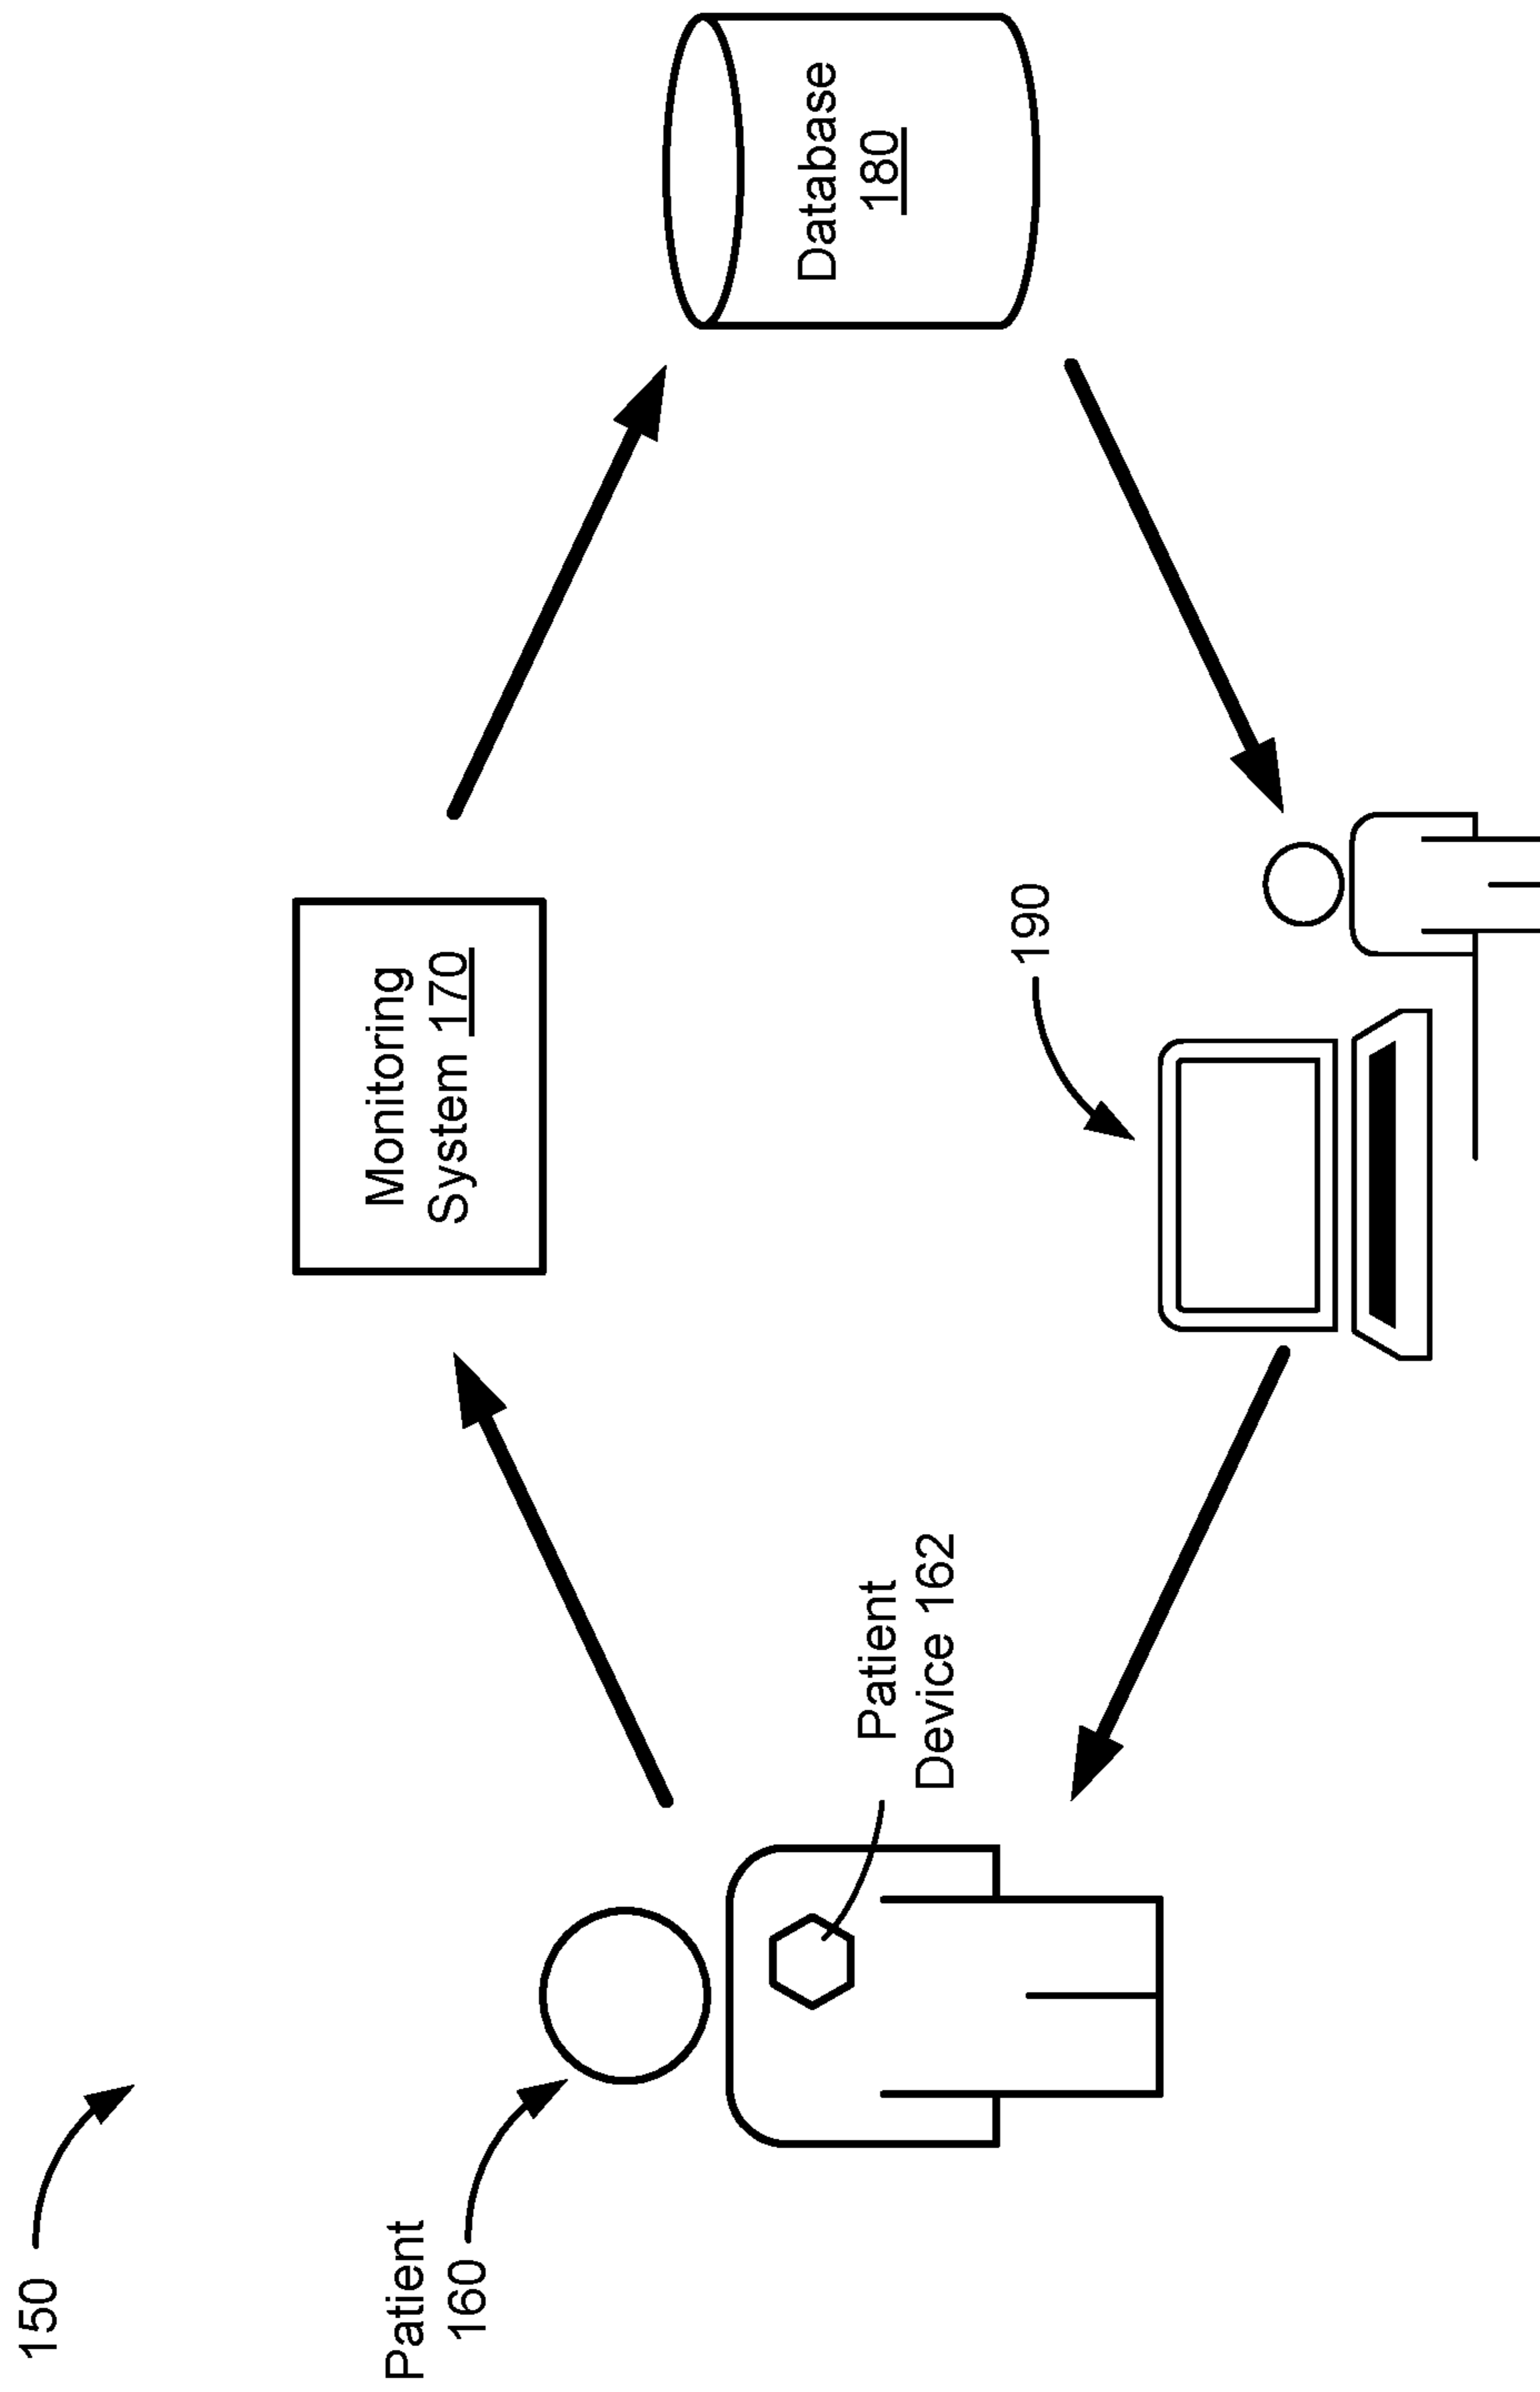 150
Patient
160
Monitoring
System 170
Patient
Device 162
Database
180
190